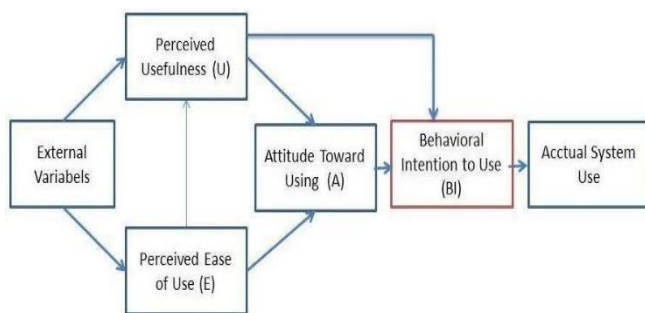 Perceived
Usefulness (U)
External
Variabels
Attitude Toward
Using (A)
Behavioral
Intention to Use
(BI)
Acctual System
Use
Perceived Ease
of Use (E)